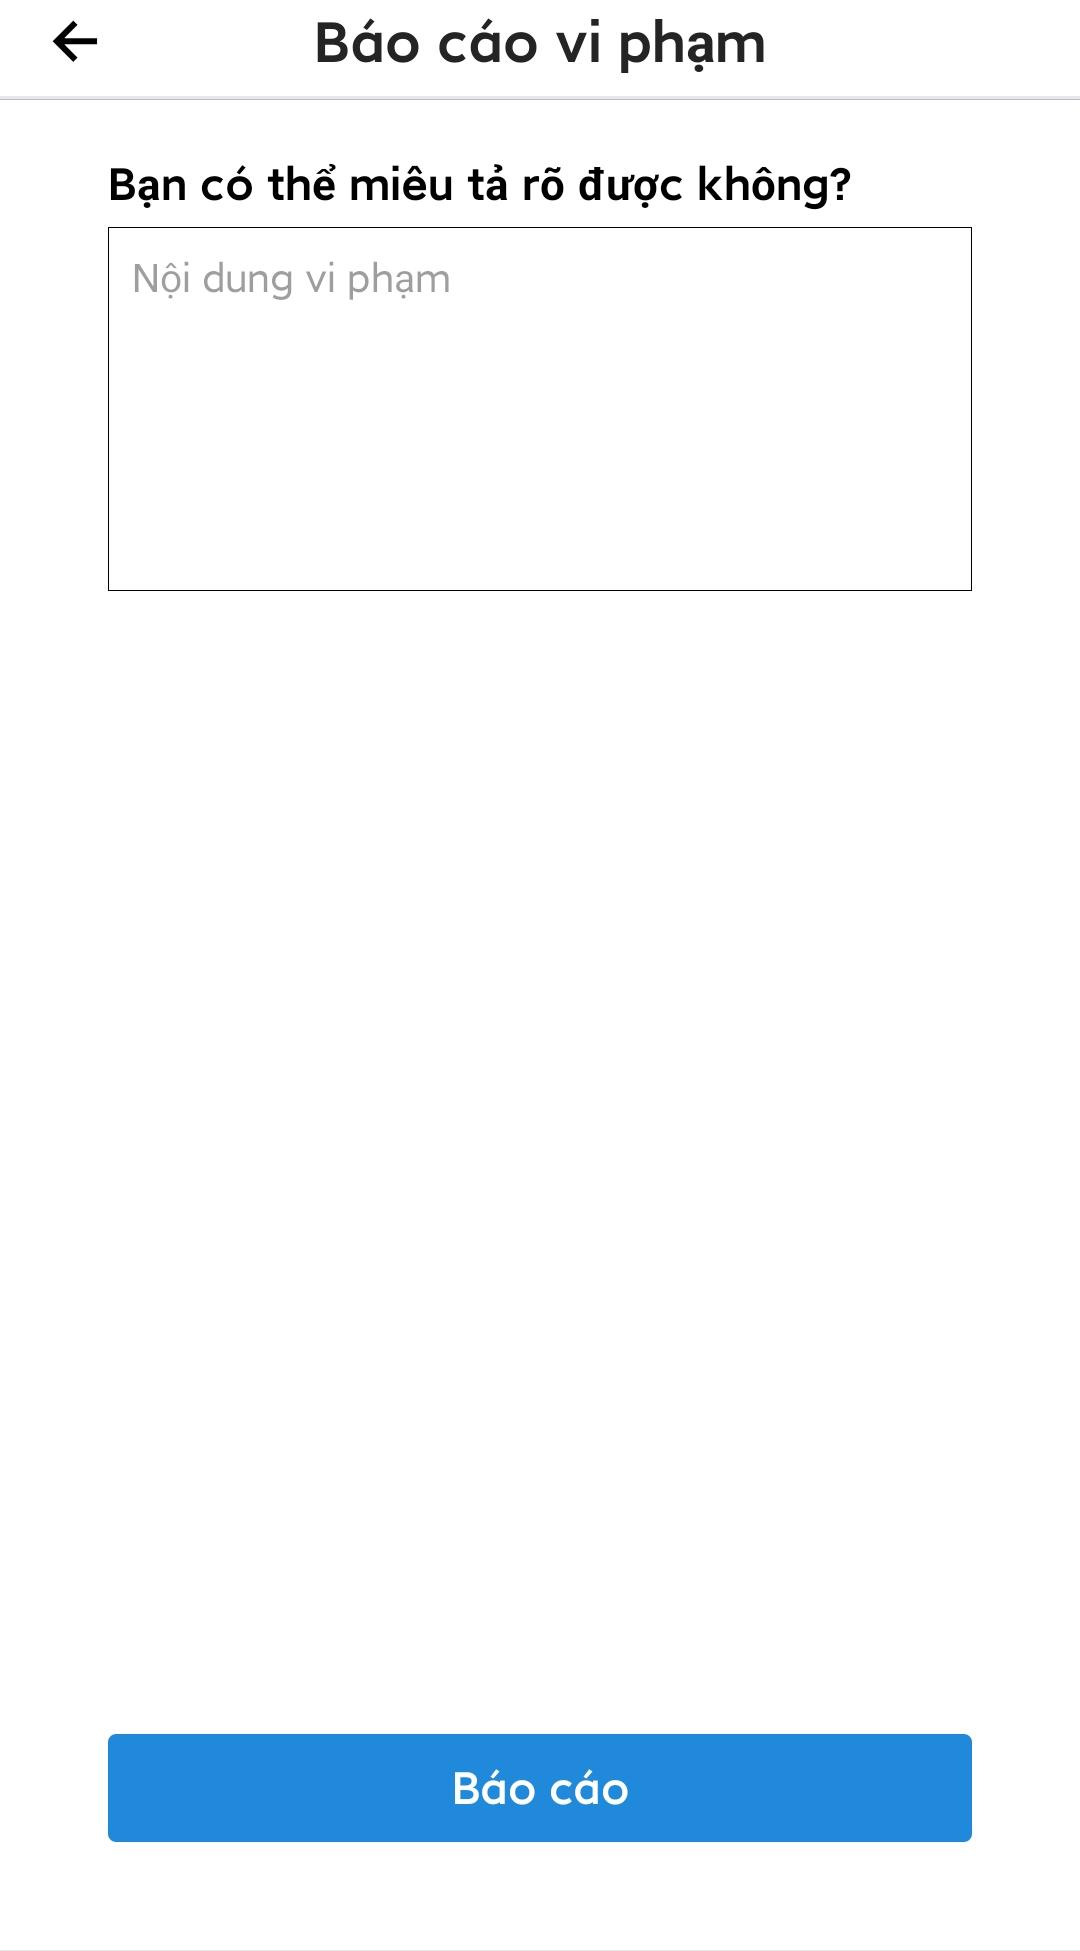 Báo cáo vi phạm
Bạn có thể miêu tả rõ được không?
Nội dung vi phạm
Báo cáo